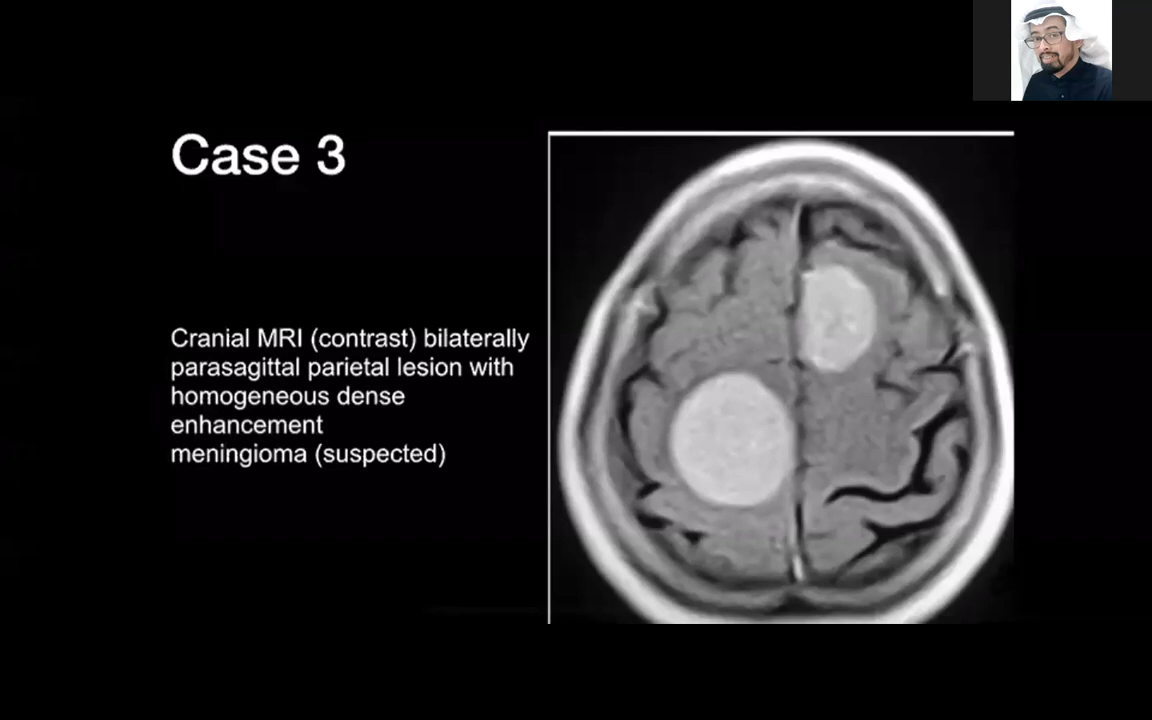 Case 3
Cranial MRI (contrast) bilaterally
parasagittal parietal lesion with
homogeneous dense
enhancement
meningioma (suspected)